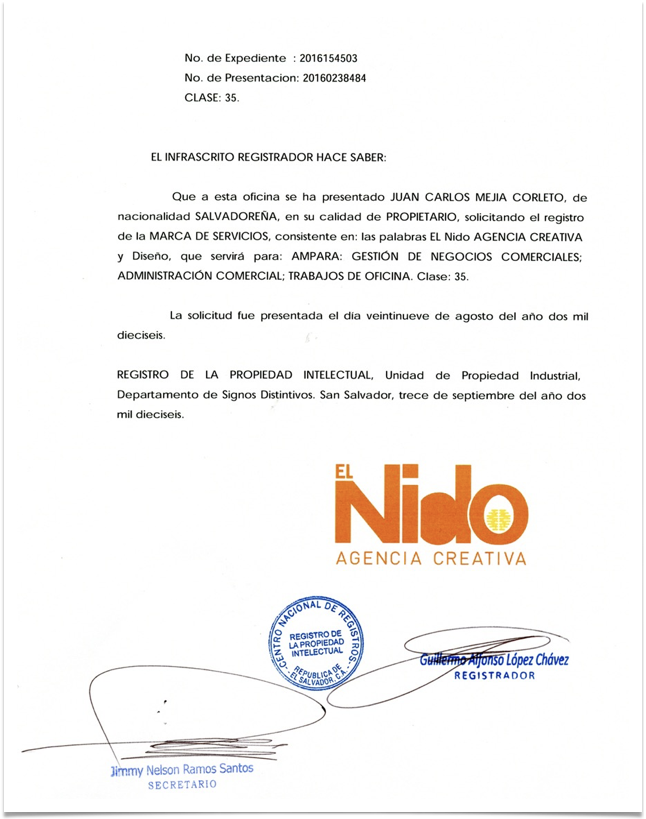 No. de Expediente : 2016154503
No. de Presentacion: 20160238484
CLASE: 35.
EL INFRASCRITO REGISTRADOR HACE SABER:
Que a esta oficina se ha presentado JUAN CARLOS MEJIA CORLETO, de
nacionalidad SALVADOREÑA, en su calidad de PROPIETARIO, solicitando el registro
de la MARCA DE SERVICIOS, consistente en: las palabras EL Nido AGENCIA CREATIVA
y Diseño, que servirá para: AMPARA: GESTIÓN DE NEGOCIOS COMERCIALES;
ADMINISTRACIÓN COMERCIAL; TRABAJOS DE OFICINA. Clase: 35.
La solicitud fue presentada el día veintinueve de agosto del año dos mil
dieciseis.
REGISTRO DE LA PROPIEDAD INTELECTUAL, Unidad de Propiedad Industrial,
Departamento de Signos Distintivos. San Salvador, trece de septiembre del año dos
mil dieciseis.
EL
Nido
AGENCIA CREATIVA
CENTRO NACIONAL DE REGISTROS
REGISTRO DE
LA PROPIEDAD
INTELECTUAL
REPUBLICA DE
EL SALVADOR, C.A.
Guillermo Alfonso López Chávez
REGISTRADOR
Jimmy Nelson Ramos Santos
SECRETARIO